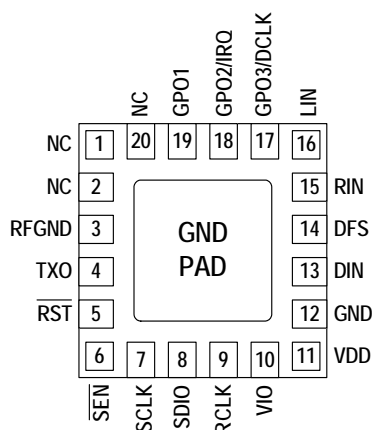 NC
GPO1
GPO2/IRQ
GPO3/DCLK
LIN
NC 1 20 19 18 17 16
NC 2 15 RIN
RFGND 3 GND 14 DFS
TXO 4 PAD 13 DIN
RST 5 12 GND
6 7 8 9 10 11 VDD
SEN
SCLK
SDIO
RCLK
VIO